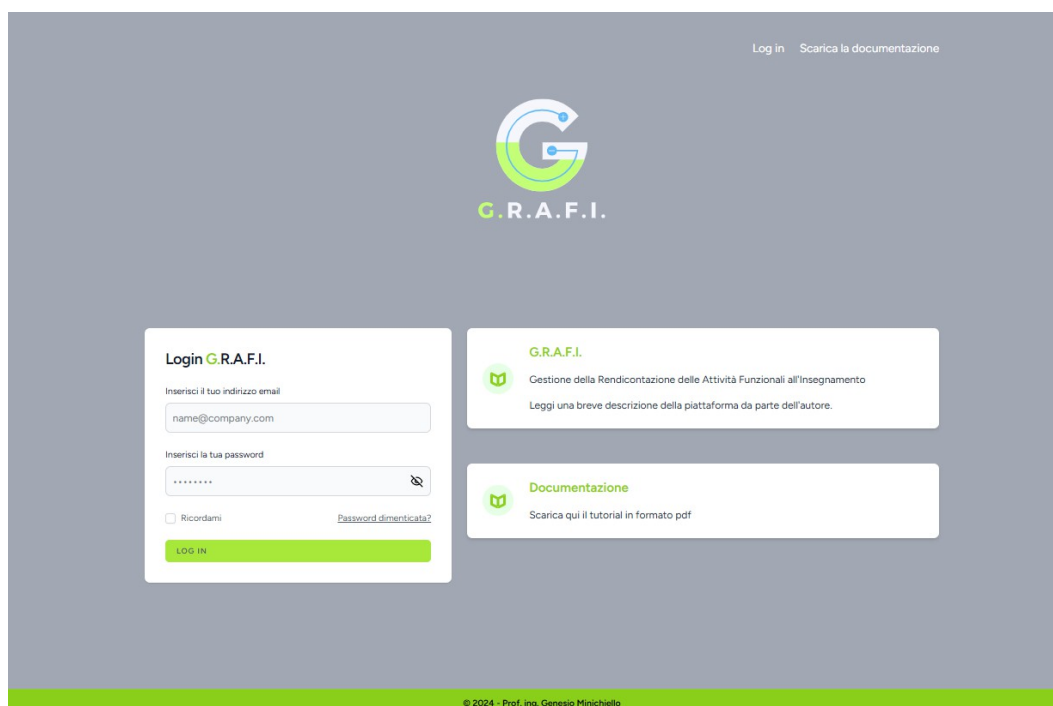 Log in Scarica la documentazione
G.R.A.F.I.
Login G.R.A.F.I.
Inserisci il tuo indirizzo email
name@company.com
Inserisci la tua password
Ricordami Password dimenticata?
LOG IN
G.R.A.F.I.
Gestione della Rendicontazione delle Attività Funzionali all'Insegnamento
Leggi una breve descrizione della piattaforma da parte dell'autore.
Documentazione
Scarica qui il tutorial in formato pdf
© 2024 - Prof. ing. Genesio Minichiello